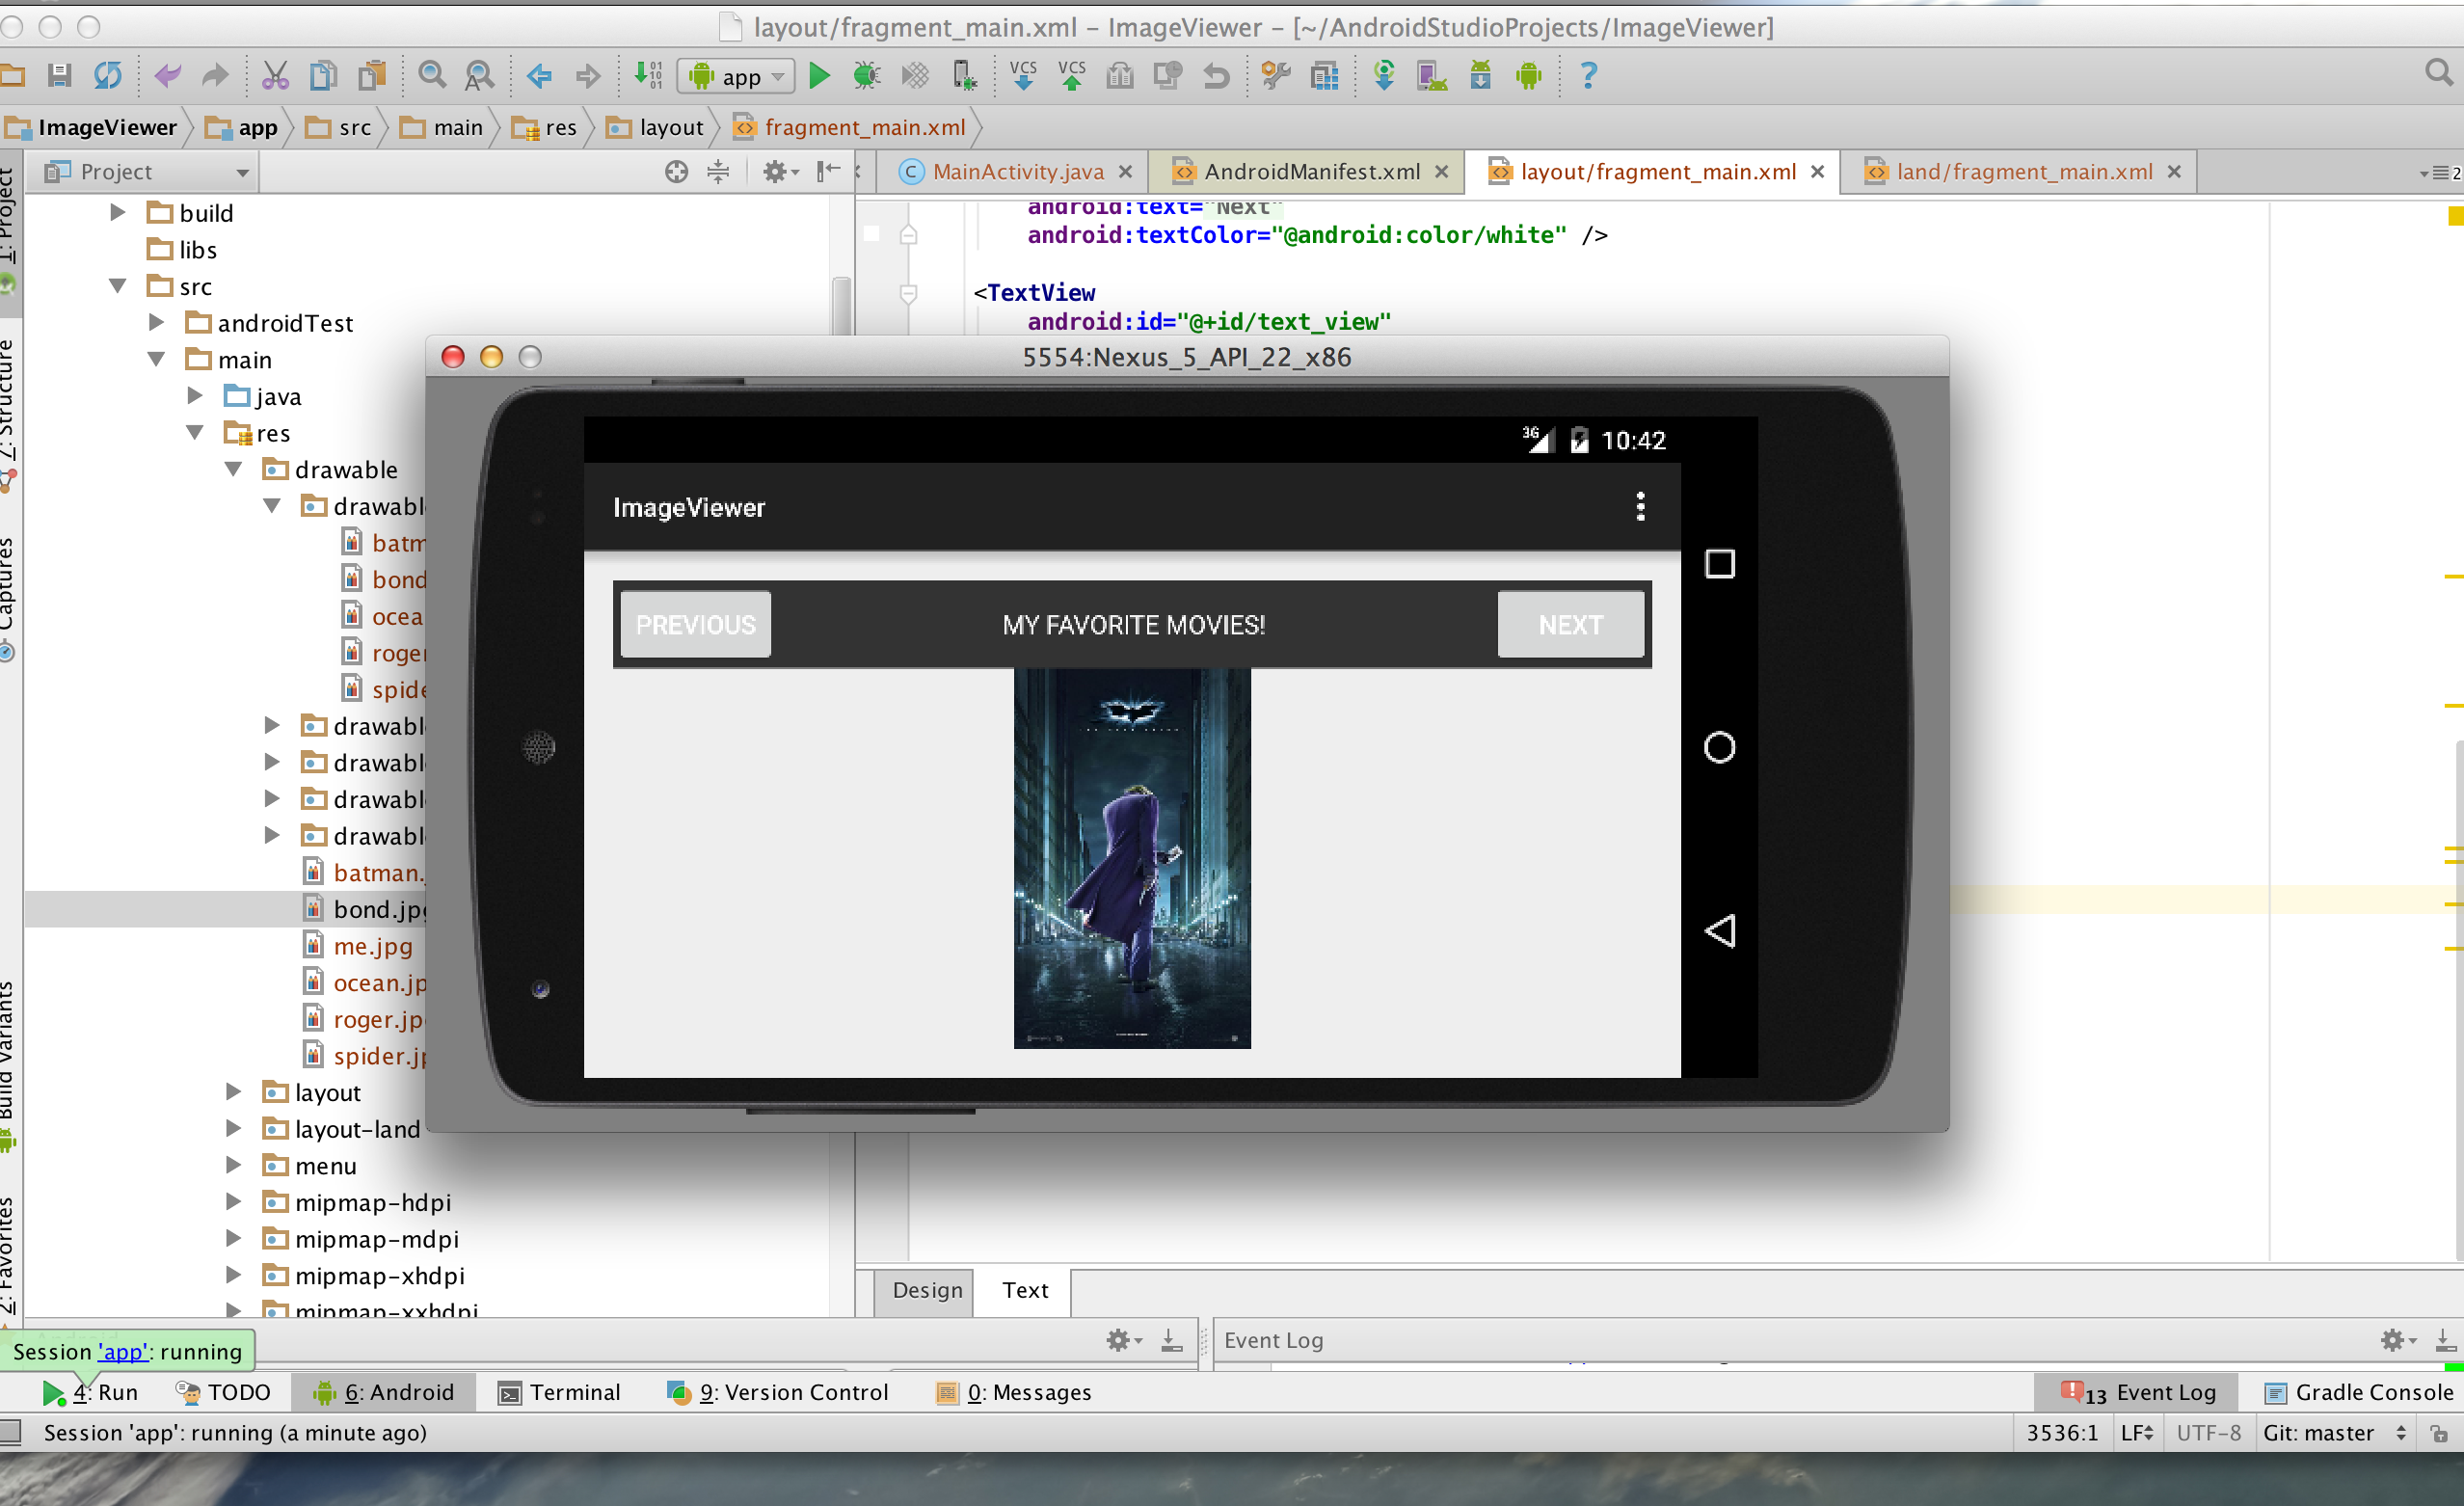 layout/fragment_main.xml – ImageViewer – [~/AndroidStudioProjects/ImageViewer]
app
VCS VCS
ImageViewer app src main res layout fragment_main.xml
Project
MainActivity.java AndroidManifest.xml layout/fragment_main.xml land/fragment_main.xml
1: Project
7: Structure
Captures
Build Variants
2: Favorites
build
libs
src
androidTest
main
java
res
drawable
drawabl
batm
bond
ocea
roger
spide
drawabl
drawabl
drawabl
drawabl
batman.
bond.jpg
me.jpg
ocean.jp
roger.jp
spider.jp
layout
layout-land
menu
mipmap-hdpi
mipmap-mdpi
mipmap-xhdpi
mipmap-xxhdpi
android:text="Next"
android:textColor="@android:color/white" />
<TextView
android:id="@+id/text_view"
5554:Nexus_5_API_22_x86
3G 10:42
ImageViewer
PREVIOUS MY FAVORITE MOVIES! NEXT
Design Text
Event Log
Session 'app': running
4: Run TODO 6: Android Terminal 9: Version Control 0: Messages 13 Event Log Gradle Console
Session 'app': running (a minute ago) 3536:1 LF UTF-8 Git: master